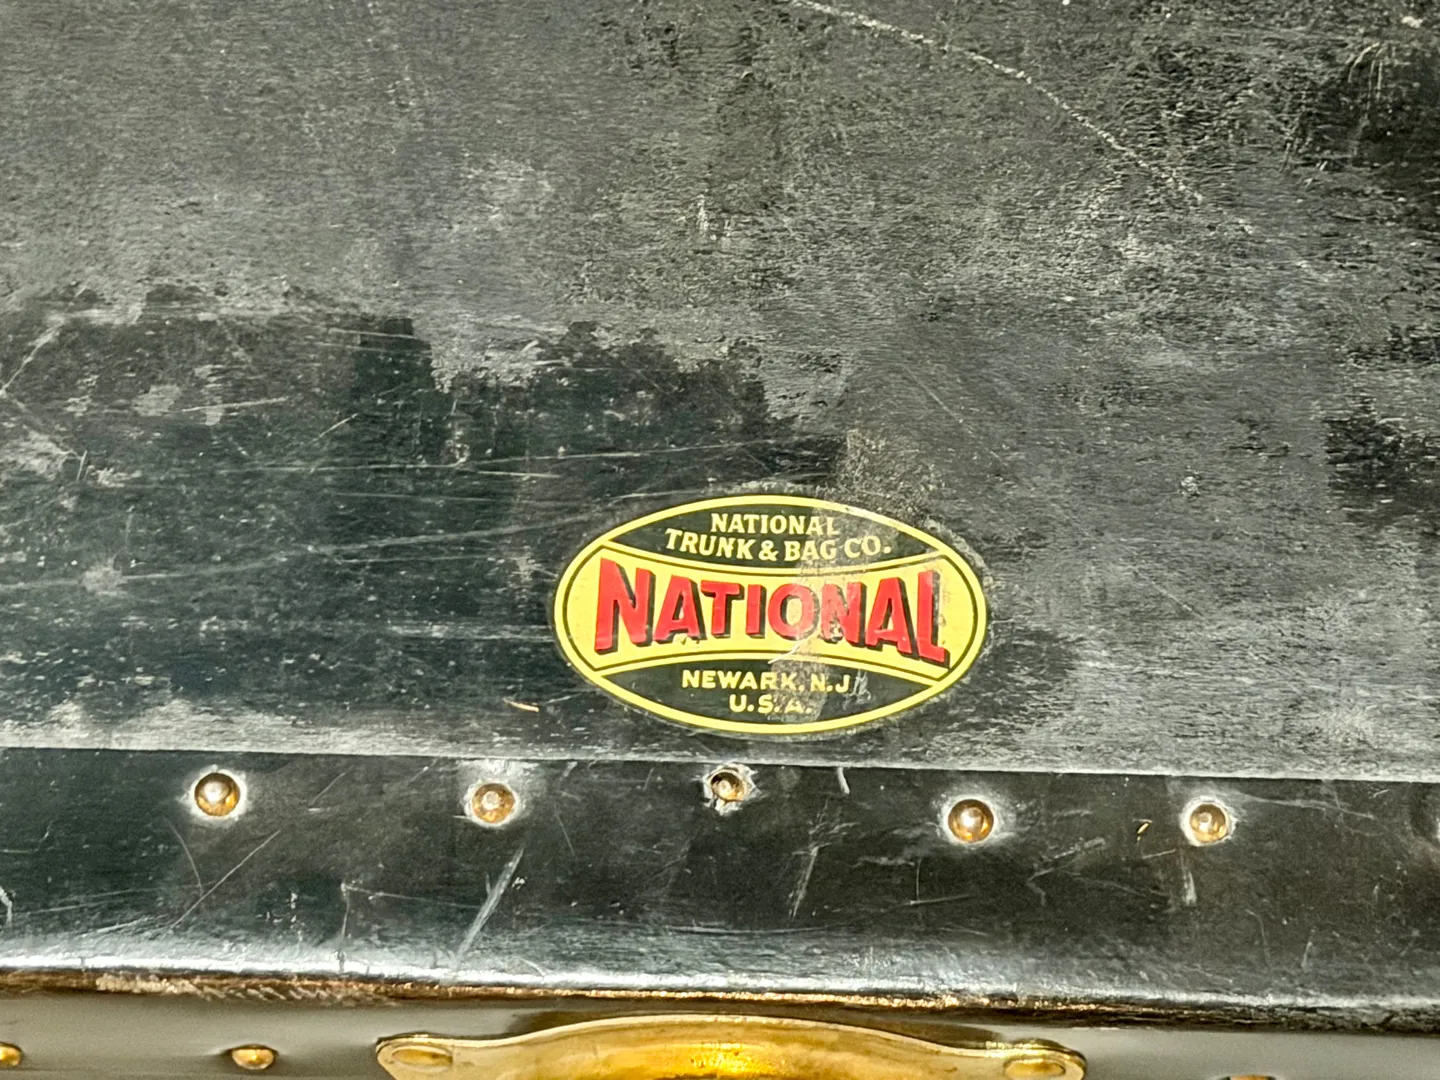 NATIONAL
TRUNK & BAG CO.
NATIONAL
NEWARK, N.J.
U.S.A.